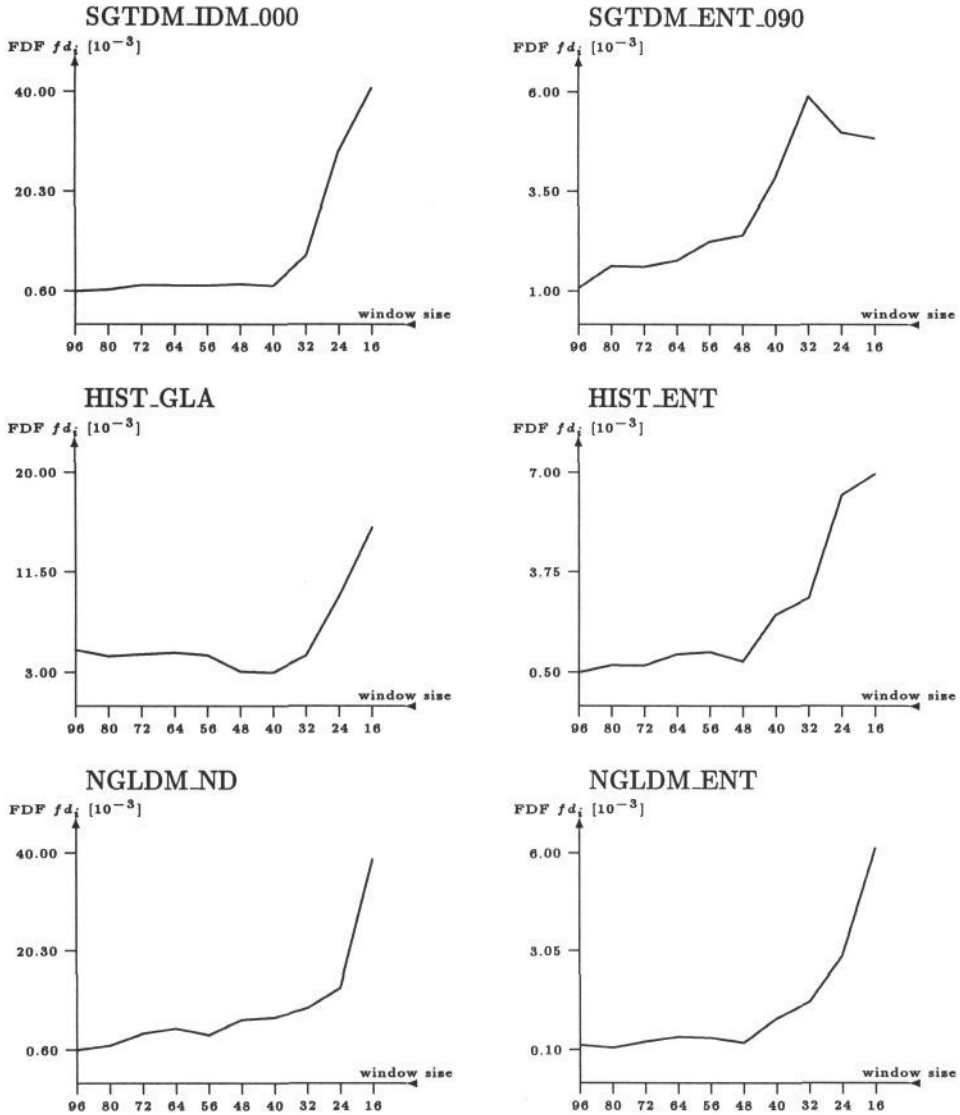 SGTDM_IDM_000
FDF fd_i [10^-3]
40.00
20.30
0.60
window size
96 80 72 64 56 48 40 32 24 16
SGTDM_ENT_090
FDF fd_i [10^-3]
6.00
3.50
1.00
window size
96 80 72 64 56 48 40 32 24 16
HIST_GLA
FDF fd_i [10^-3]
20.00
11.50
3.00
window size
96 80 72 64 56 48 40 32 24 16
HIST_ENT
FDF fd_i [10^-3]
7.00
3.75
0.50
window size
96 80 72 64 56 48 40 32 24 16
NGLDM_ND
FDF fd_i [10^-3]
40.00
20.30
0.60
window size
96 80 72 64 56 48 40 32 24 16
NGLDM_ENT
FDF fd_i [10^-3]
6.00
3.05
0.10
window size
96 80 72 64 56 48 40 32 24 16